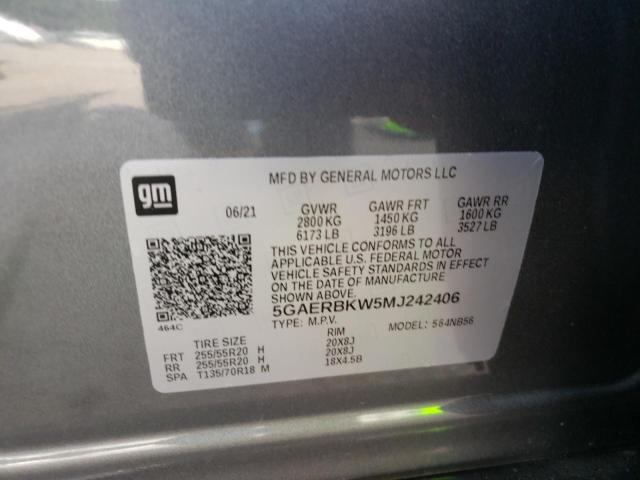 MFD BY GENERAL MOTORS LLC
gm
06/21 GVWR GAWR FRT GAWR RR
2800 KG 1450 KG 1600 KG
6173 LB 3196 LB 3527 LB
THIS VEHICLE CONFORMS TO ALL
APPLICABLE U.S. FEDERAL MOTOR
VEHICLE SAFETY STANDARDS IN EFFECT
ON THE DATE OF MANUFACTURE
SHOWN ABOVE.
464C
5GAERBKW5MJ242406
TYPE: M.P.V. MODEL: 564NB56
TIRE SIZE RIM
FRT 255/55R20 H 20X8J
RR 255/55R20 H 20X8J
SPA T135/70R18 M 18X4.5B